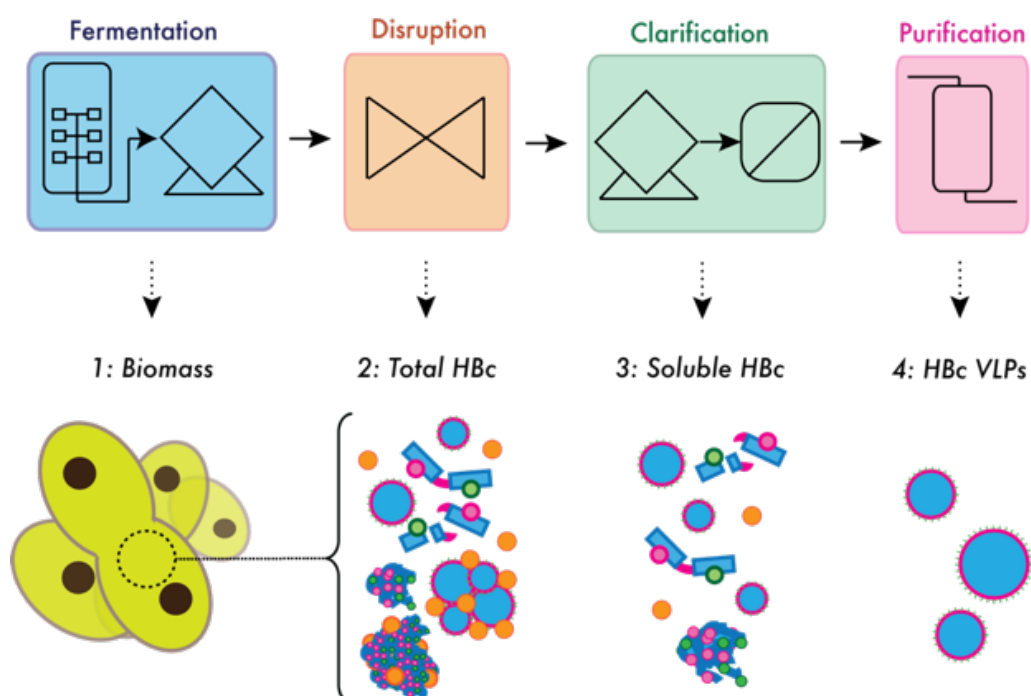 Fermentation
Disruption
Clarification
Purification
1: Biomass
2: Total HBc
3: Soluble HBc
4: HBc VLPs